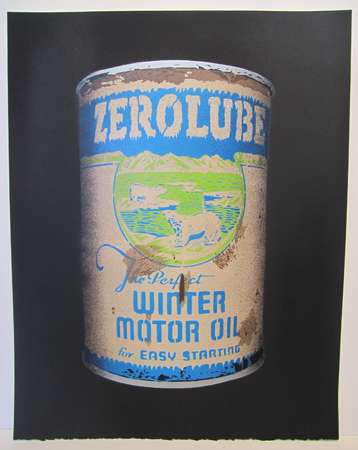 ZEROLUBE
The Perfect
WINTER
MOTOR OIL
for EASY STARTING